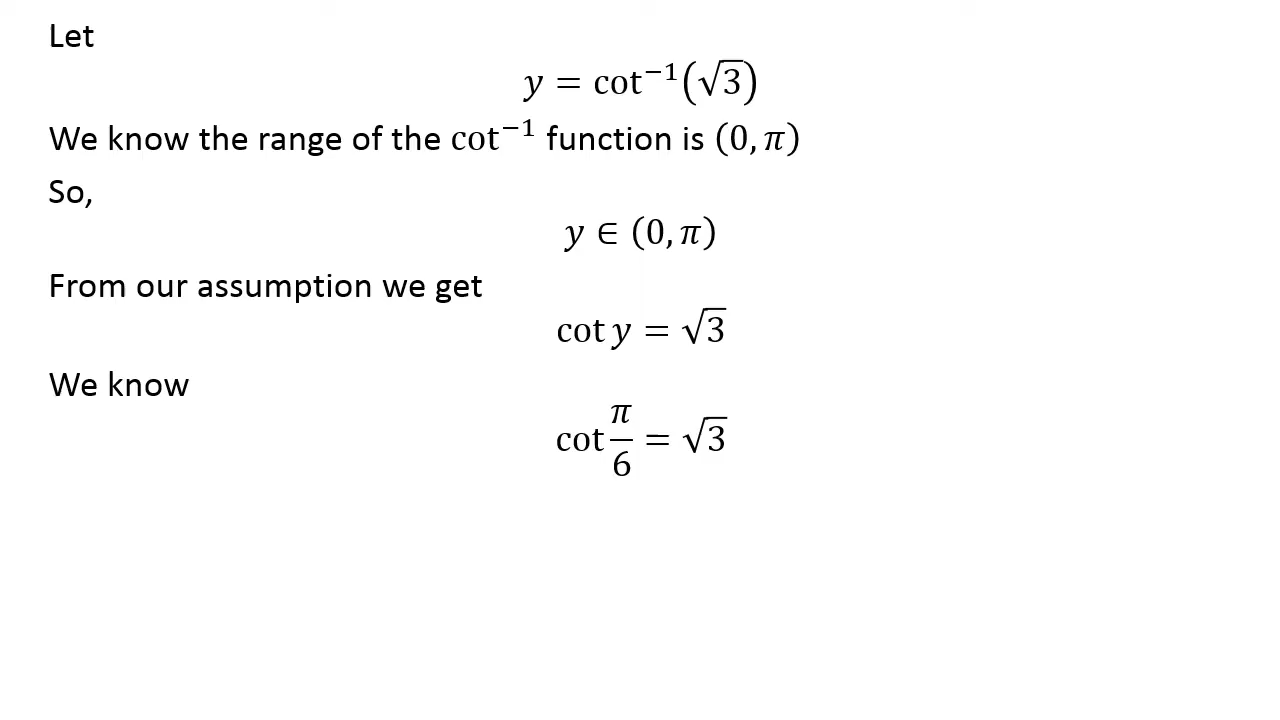 Let
y = cot⁻¹(√3)
We know the range of the cot⁻¹ function is (0, π)
So,
y ∈ (0, π)
From our assumption we get
cot y = √3
We know
cot π/6 = √3